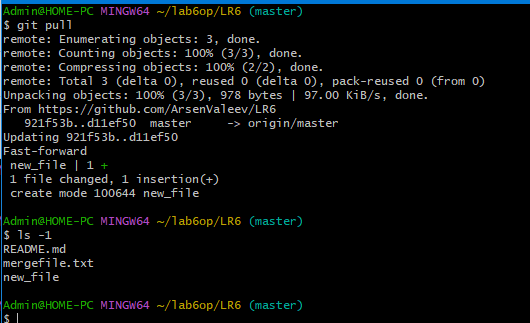 Admin@HOME-PC MINGW64 ~/lab6op/LR6 (master)
$ git pull
remote: Enumerating objects: 3, done.
remote: Counting objects: 100% (3/3), done.
remote: Compressing objects: 100% (2/2), done.
remote: Total 3 (delta 0), reused 0 (delta 0), pack-reused 0 (from 0)
Unpacking objects: 100% (3/3), 978 bytes | 97.00 KiB/s, done.
From https://github.com/ArsenValeev/LR6
   921f53b..d11ef50  master     -> origin/master
Updating 921f53b..d11ef50
Fast-forward
 new_file | 1 +
 1 file changed, 1 insertion(+)
 create mode 100644 new_file

Admin@HOME-PC MINGW64 ~/lab6op/LR6 (master)
$ ls -1
README.md
mergefile.txt
new_file

Admin@HOME-PC MINGW64 ~/lab6op/LR6 (master)
$